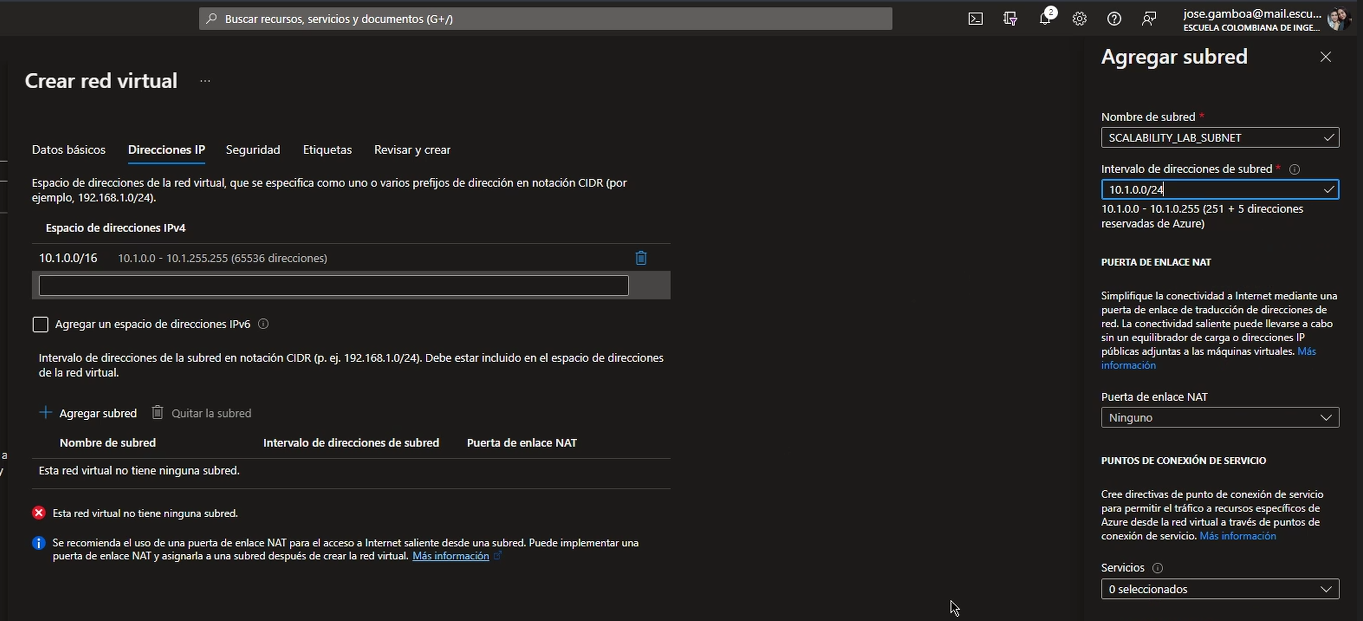 Buscar recursos, servicios y documentos (G+/)
2
jose.gamboa@mail.escu...
ESCUELA COLOMBIANA DE INGE...
Crear red virtual ...
Datos básicos Direcciones IP Seguridad Etiquetas Revisar y crear
Espacio de direcciones de la red virtual, que se especifica como uno o varios prefijos de dirección en notación CIDR (por
ejemplo, 192.168.1.0/24).
Espacio de direcciones IPv4
10.1.0.0/16 10.1.0.0 - 10.1.255.255 (65536 direcciones)
Agregar un espacio de direcciones IPv6
Intervalo de direcciones de la subred en notación CIDR (p. ej. 192.168.1.0/24). Debe estar incluido en el espacio de direcciones
de la red virtual.
Agregar subred Quitar la subred
Nombre de subred Intervalo de direcciones de subred Puerta de enlace NAT
Esta red virtual no tiene ninguna subred.
Esta red virtual no tiene ninguna subred.
Se recomienda el uso de una puerta de enlace NAT para el acceso a Internet saliente desde una subred. Puede implementar una
puerta de enlace NAT y asignarla a una subred después de crear la red virtual. Más información
a
y
Agregar subred
Nombre de subred *
SCALABILITY_LAB_SUBNET
Intervalo de direcciones de subred *
10.1.0.0/24
10.1.0.0 - 10.1.0.255 (251 + 5 direcciones
reservadas de Azure)
PUERTA DE ENLACE NAT
Simplifique la conectividad a Internet mediante una
puerta de enlace de traducción de direcciones de
red. La conectividad saliente puede llevarse a cabo
sin un equilibrador de carga o direcciones IP
públicas adjuntas a las máquinas virtuales. Más
información
Puerta de enlace NAT
Ninguno
PUNTOS DE CONEXIÓN DE SERVICIO
Cree directivas de punto de conexión de servicio
para permitir el tráfico a recursos específicos de
Azure desde la red virtual a través de puntos de
conexión de servicio. Más información
Servicios
0 seleccionados